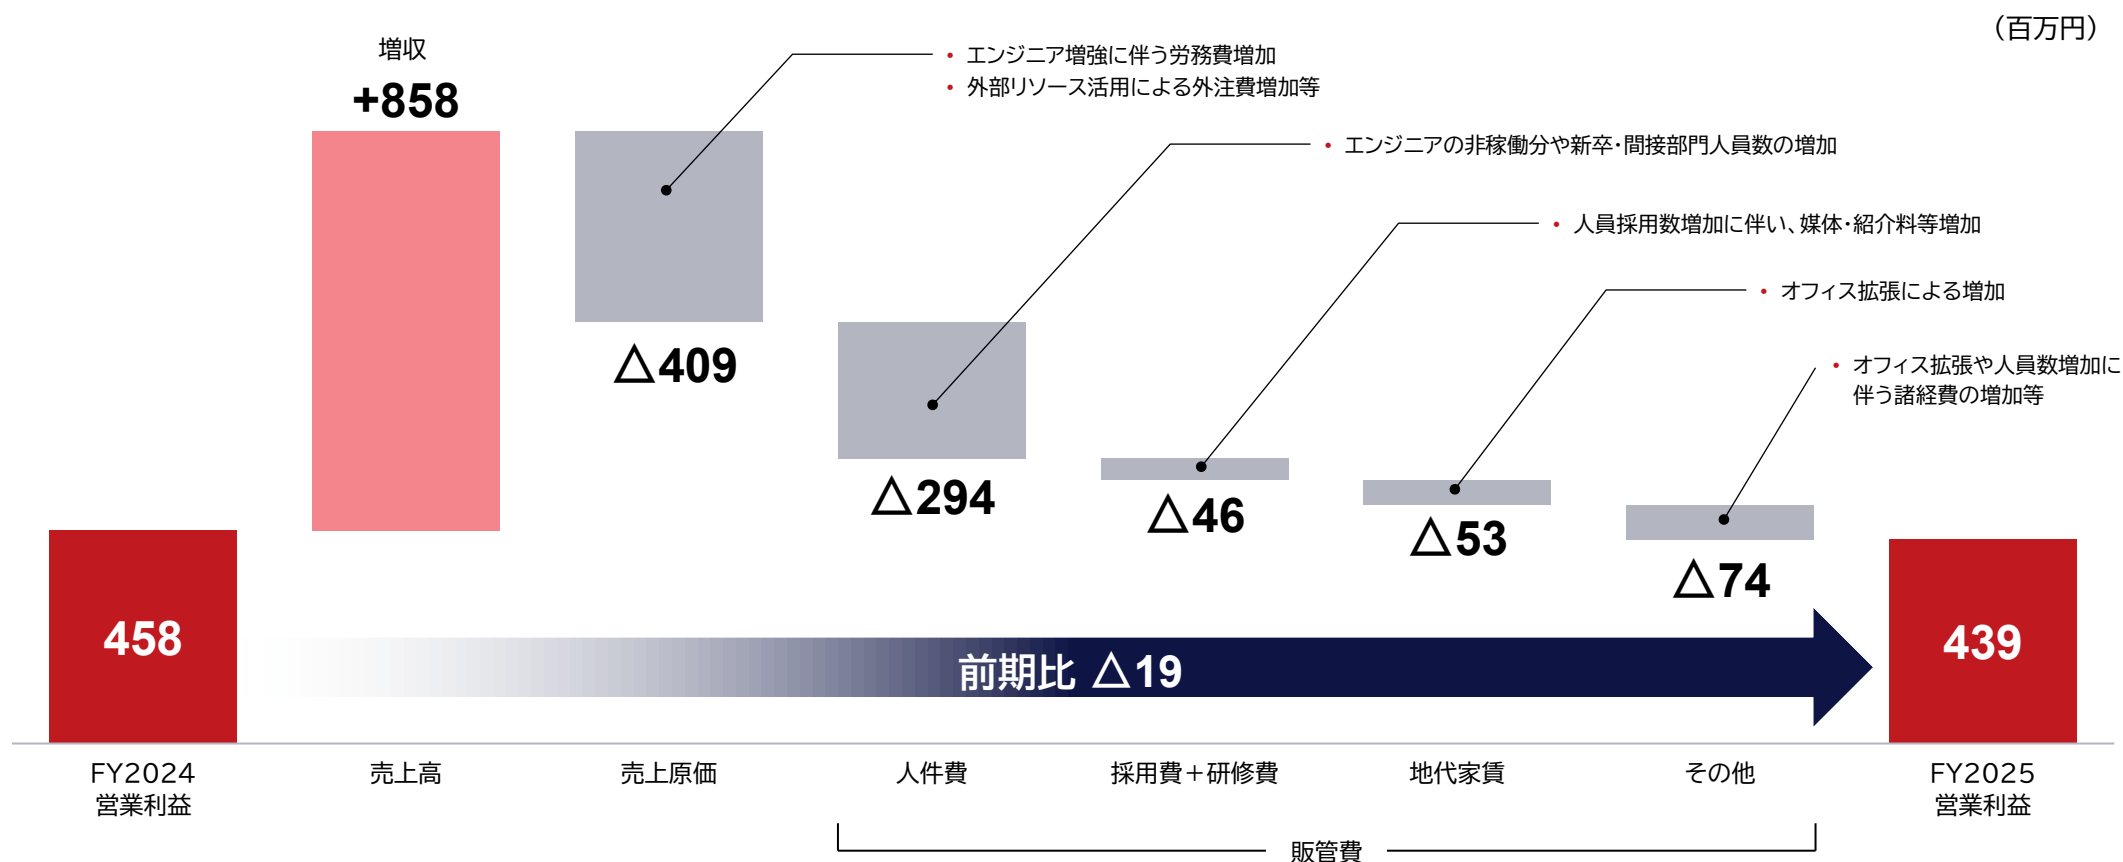 （百万円）
増収
+858
• エンジニア増強に伴う労務費増加
• 外部リソース活用による外注費増加等
• エンジニアの非稼働分や新卒・間接部門人員数の増加
• 人員採用数増加に伴い、媒体・紹介料等増加
• オフィス拡張による増加
• オフィス拡張や人員数増加に
伴う諸経費の増加等
△409
△294
△46
△53
△74
458
前期比 △19
439
FY2024
営業利益
売上高
売上原価
人件費
採用費＋研修費
地代家賃
その他
FY2025
営業利益
販管費